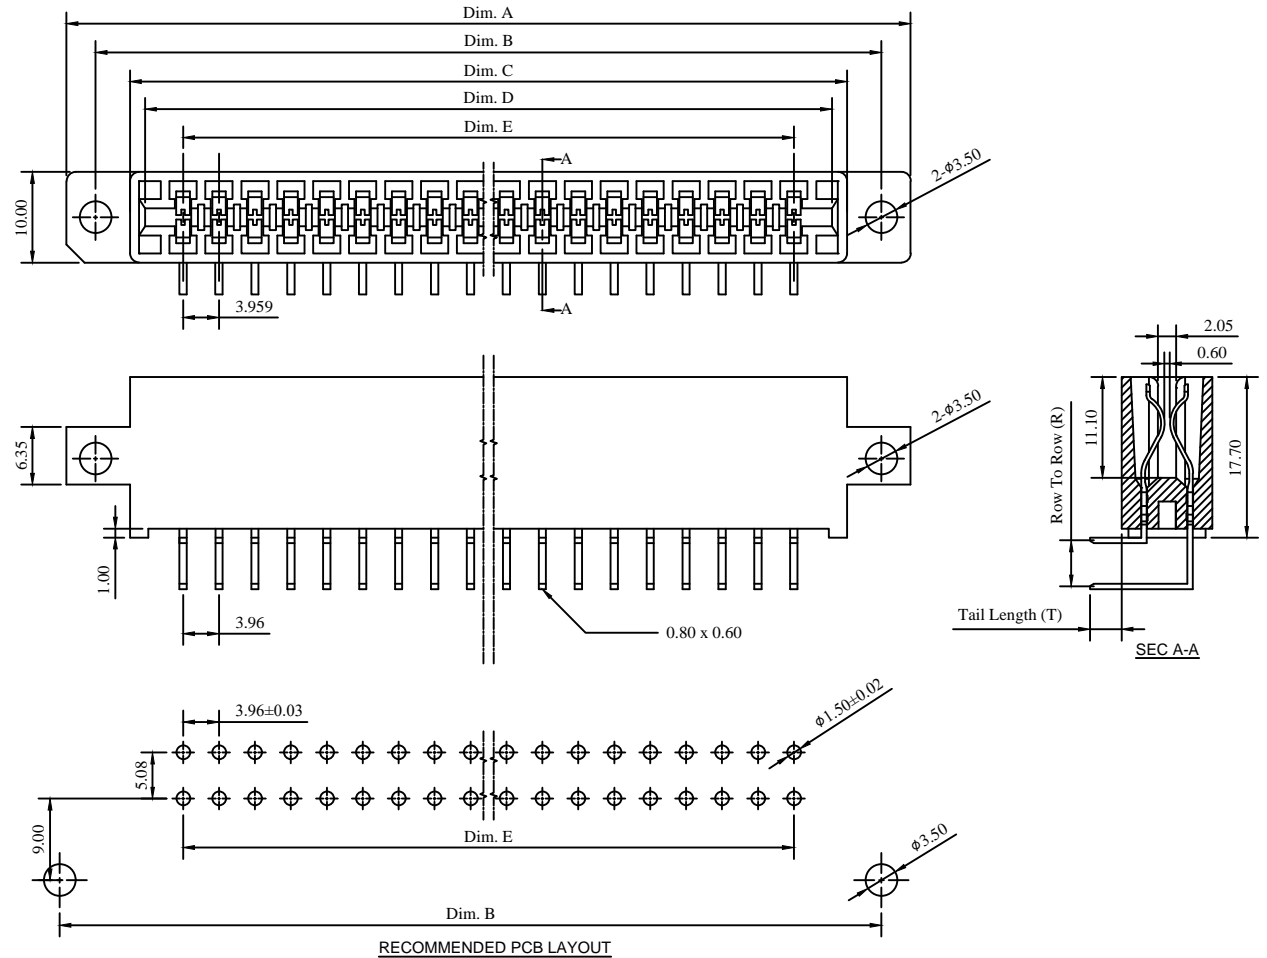 Dim. A
Dim. B
Dim. C
Dim. D
Dim. E
A
2-ϕ3.50
10.00
A
3.959
2.05
0.60
2-ϕ3.50
6.35
11.10
Row To Row (R)
17.70
1.00
3.96
0.80 x 0.60
Tail Length (T)
SEC A-A
3.96±0.03
ϕ1.50±0.02
5.08
9.00
Dim. E
ϕ3.50
Dim. B
RECOMMENDED PCB LAYOUT